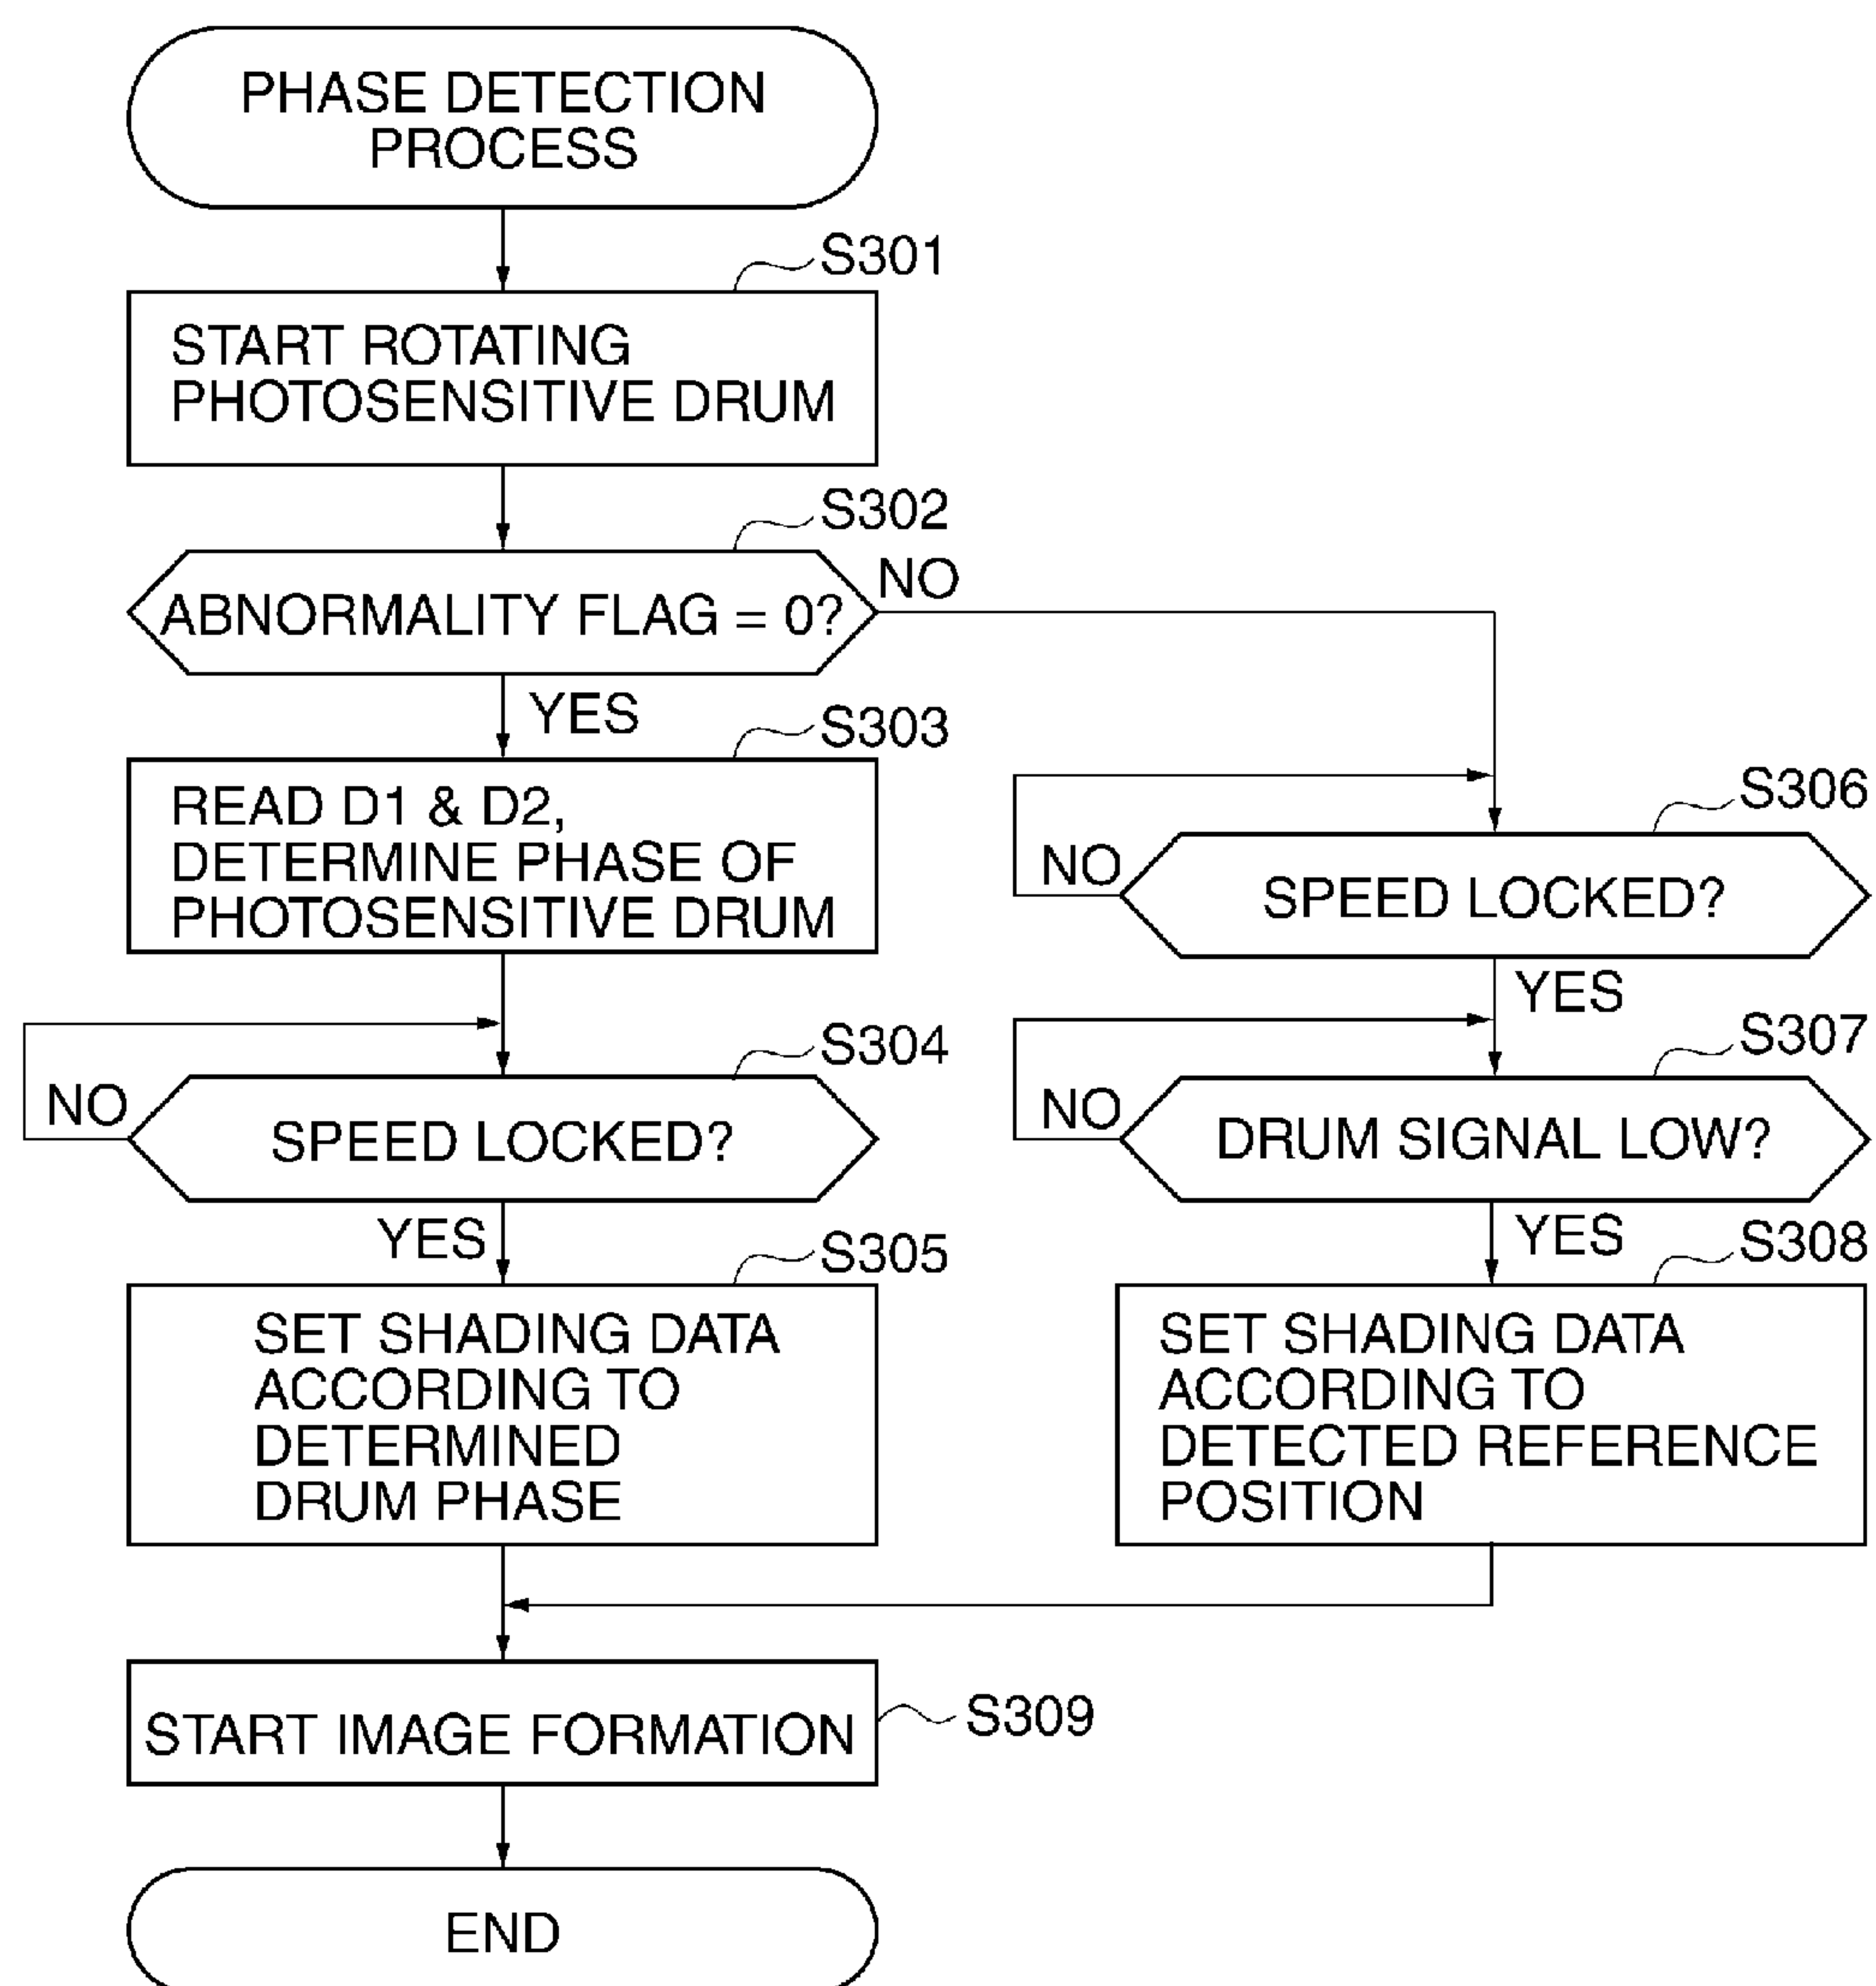 PHASE DETECTION
PROCESS
S301
START ROTATING
PHOTOSENSITIVE DRUM
S302
ABNORMALITY FLAG = 0?
NO
YES
S303
READ D1 & D2,
DETERMINE PHASE OF
PHOTOSENSITIVE DRUM
S304
NO
SPEED LOCKED?
YES
S305
SET SHADING DATA
ACCORDING TO
DETERMINED
DRUM PHASE
S306
NO
SPEED LOCKED?
YES
S307
NO
DRUM SIGNAL LOW?
YES
S308
SET SHADING DATA
ACCORDING TO
DETECTED REFERENCE
POSITION
START IMAGE FORMATION
S309
END